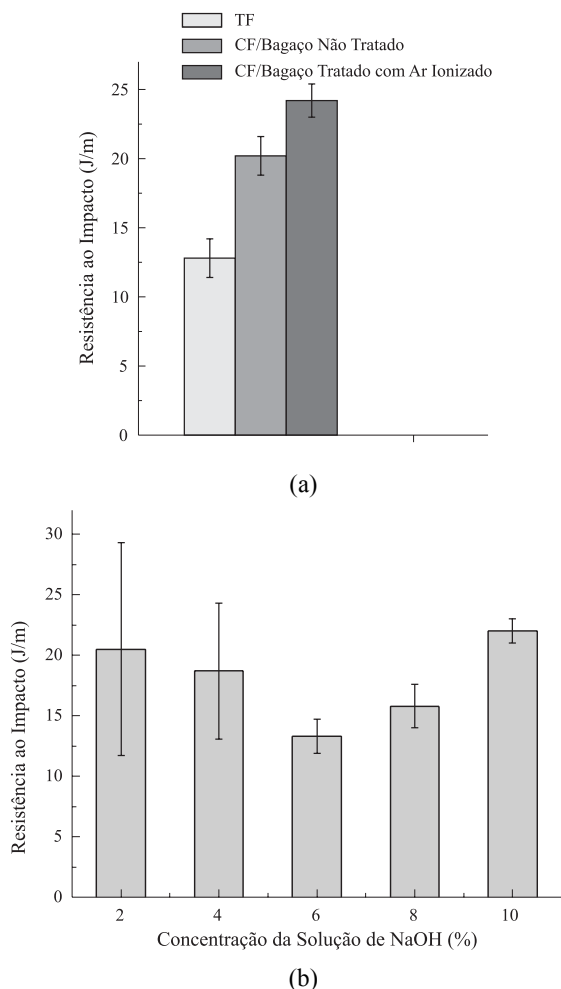 TF
CF/Bagaço Não Tratado
CF/Bagaço Tratado com Ar Ionizado
Resistência ao Impacto (J/m)
25
20
15
10
5
0
(a)
Resistência ao Impacto (J/m)
30
25
20
15
10
5
0
2 4 6 8 10
Concentração da Solução de NaOH (%)
(b)